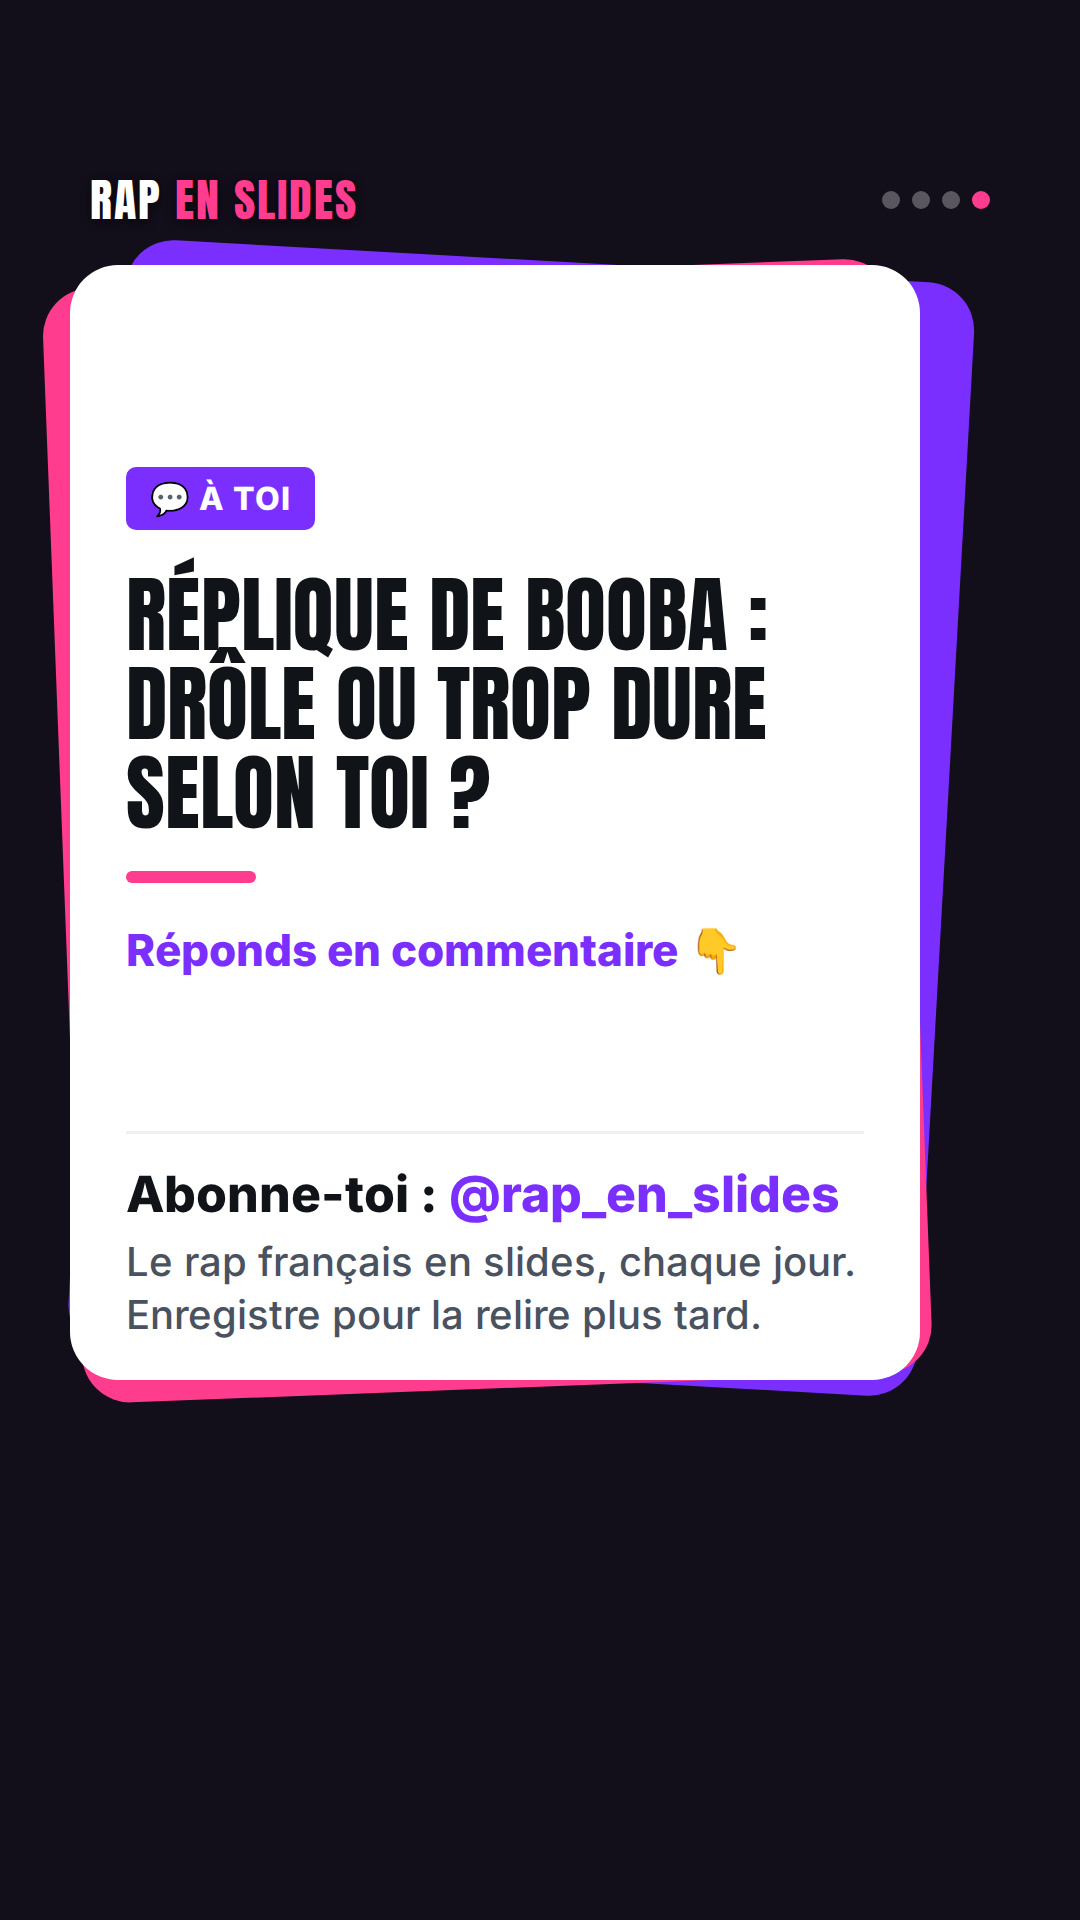 RAP EN SLIDES
💬 À TOI
RÉPLIQUE DE BOOBA :
DRÔLE OU TROP DURE
SELON TOI ?
Réponds en commentaire 👇
Abonne-toi : @rap_en_slides
Le rap français en slides, chaque jour.
Enregistre pour la relire plus tard.